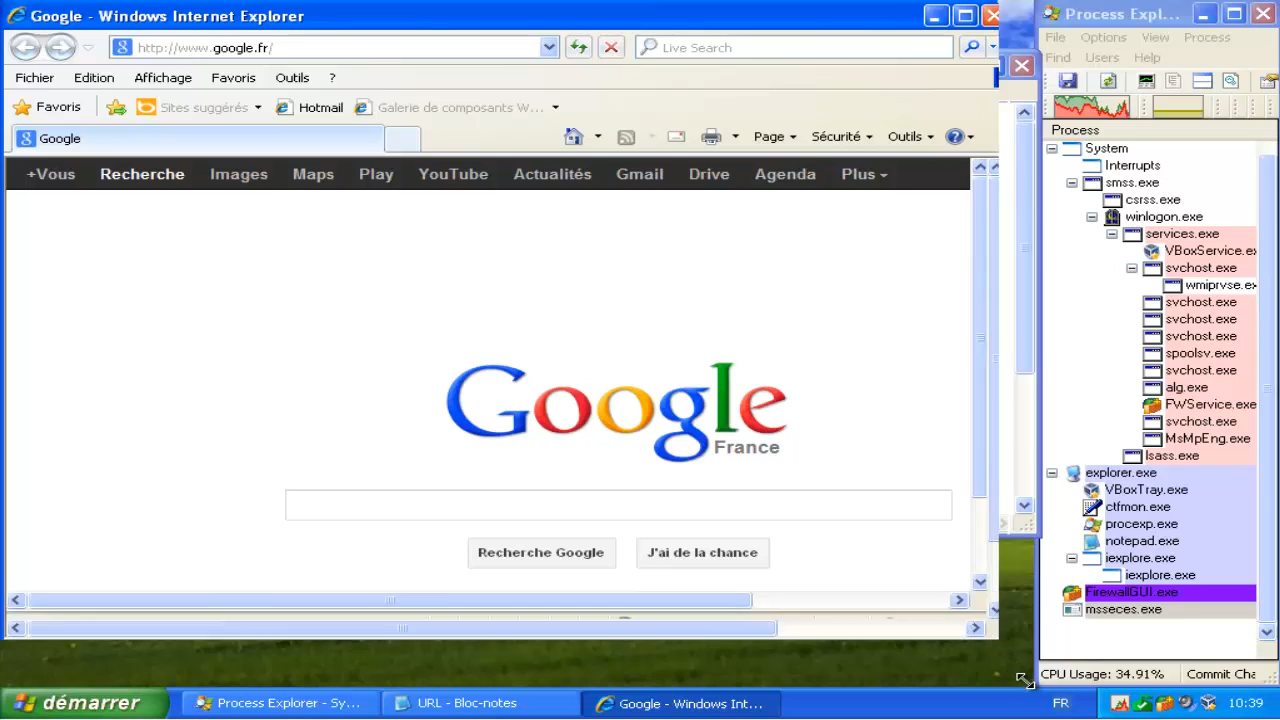 Google - Windows Internet Explorer
http://www.google.fr/
Live Search
Fichier Edition Affichage Favoris Outils ?
Favoris Sites suggérés Hotmail Galerie de composants W...
Google
Page Sécurité Outils
+Vous Recherche Images Maps Play YouTube Actualités Gmail Drive Agenda Plus
Google
France
Recherche Google J'ai de la chance
Process Expl...
File Options View Process
Find Users Help
Process
System
Interrupts
smss.exe
csrss.exe
winlogon.exe
services.exe
VBoxService.ex
svchost.exe
wmiprvse.ex
svchost.exe
svchost.exe
svchost.exe
spoolsv.exe
svchost.exe
alg.exe
FWService.exe
svchost.exe
MsMpEng.exe
lsass.exe
explorer.exe
VBoxTray.exe
ctfmon.exe
procexp.exe
notepad.exe
iexplore.exe
iexplore.exe
FirewallGUI.exe
msseces.exe
CPU Usage: 34.91% Commit Cha
démarrer Process Explorer - Sy... URL - Bloc-notes Google - Windows Int... FR 10:39